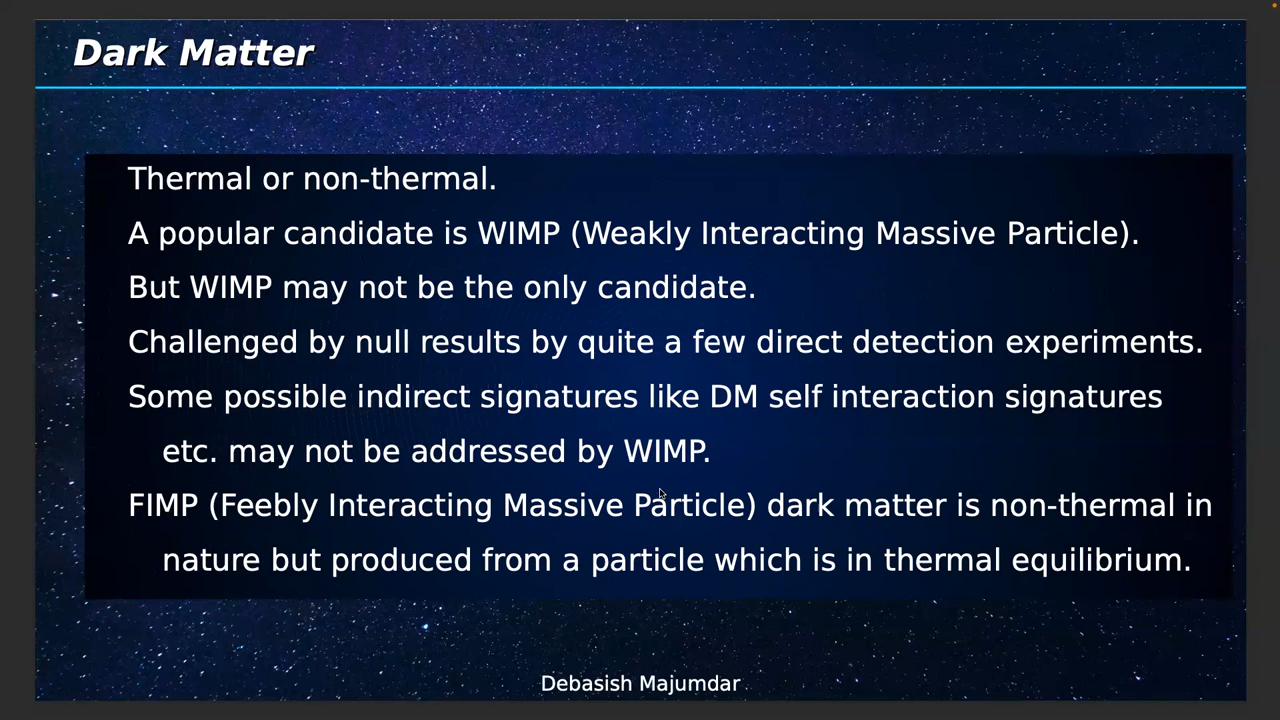 Dark Matter
Thermal or non-thermal.
A popular candidate is WIMP (Weakly Interacting Massive Particle).
But WIMP may not be the only candidate.
Challenged by null results by quite a few direct detection experiments.
Some possible indirect signatures like DM self interaction signatures
etc. may not be addressed by WIMP.
FIMP (Feebly Interacting Massive Particle) dark matter is non-thermal in
nature but produced from a particle which is in thermal equilibrium.
Debasish Majumdar